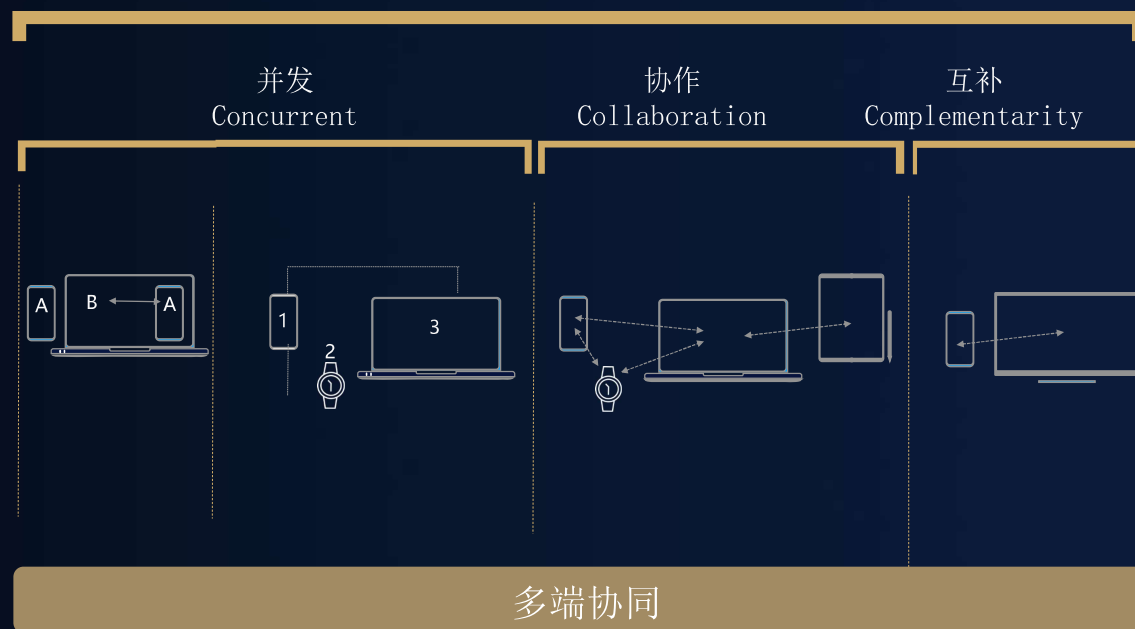 并发
Concurrent
协作
Collaboration
互补
Complementarity
A
B
A
1
2
3
多端协同